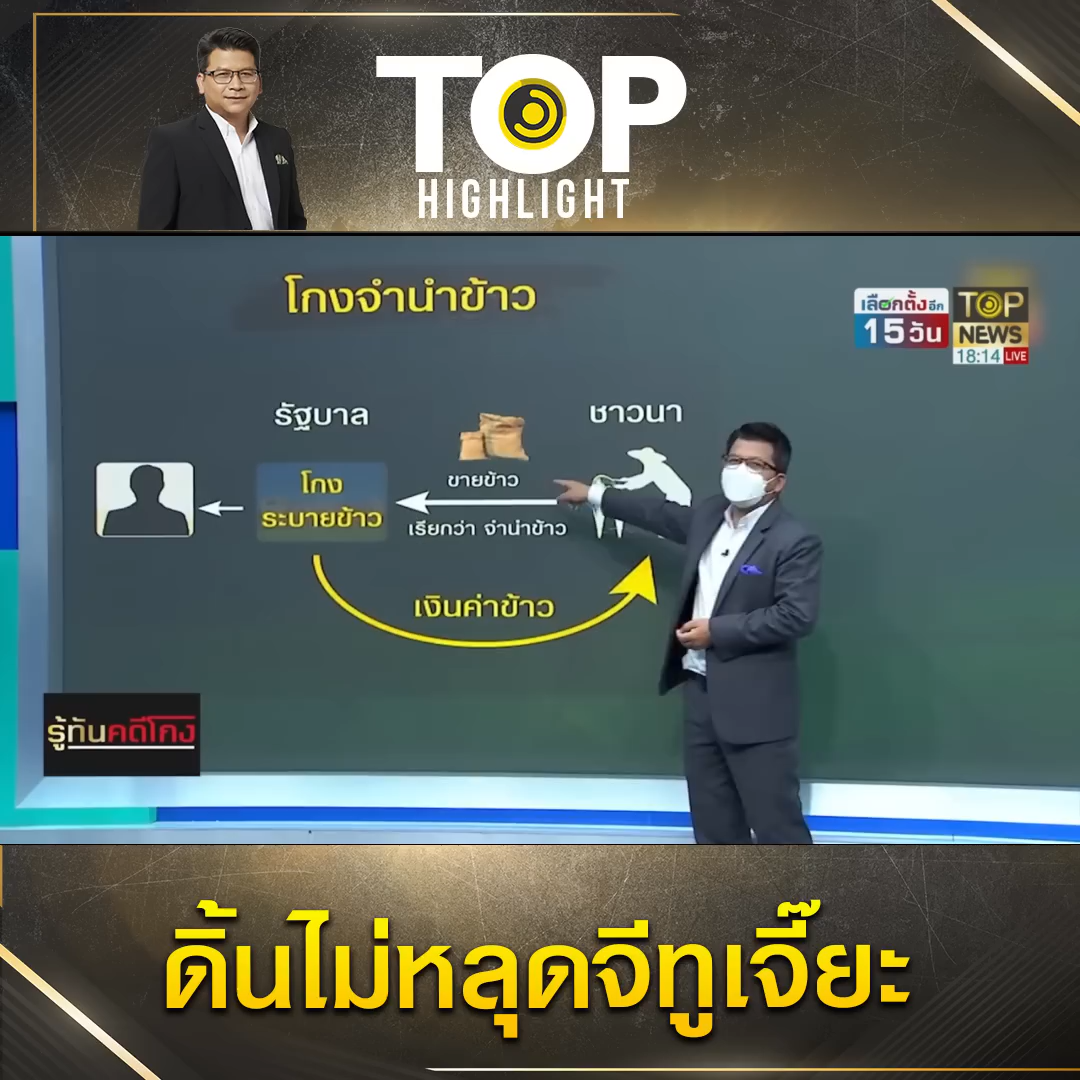 TOP
HIGHLIGHT
โกงจำนำข้าว
เลือกตั้งอีก
15 วัน
TOP
NEWS
18:14 LIVE
รัฐบาล
ชาวนา
โกง
ระบายข้าว
ขายข้าว
เรียกว่า จำนำข้าว
เงินค่าข้าว
รู้ทันคดีโกง
ดิ้นไม่หลุดจีทูเจี๊ยะ